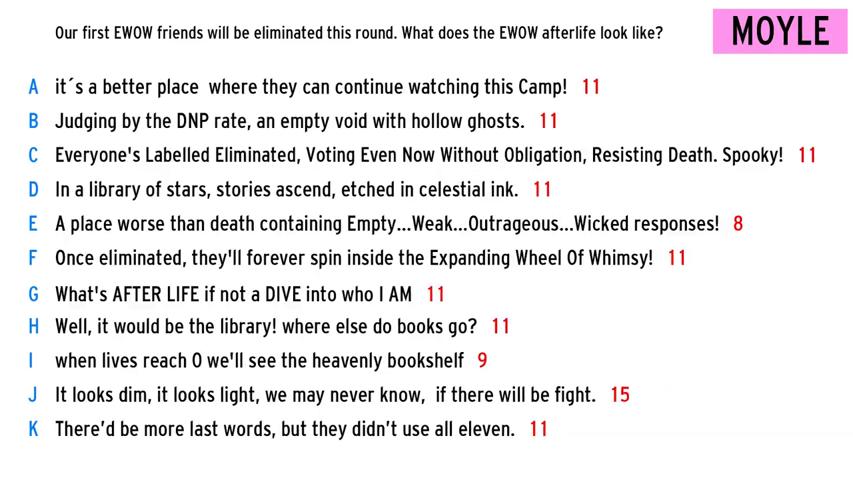 Our first EWOW friends will be eliminated this round. What does the EWOW afterlife look like?
MOYLE
A it´s a better place  where they can continue watching this Camp! 11
B Judging by the DNP rate, an empty void with hollow ghosts. 11
C Everyone's Labelled Eliminated, Voting Even Now Without Obligation, Resisting Death. Spooky! 11
D In a library of stars, stories ascend, etched in celestial ink. 11
E A place worse than death containing Empty...Weak...Outrageous...Wicked responses! 8
F Once eliminated, they'll forever spin inside the Expanding Wheel Of Whimsy! 11
G What's AFTER LIFE if not a DIVE into who I AM 11
H Well, it would be the library! where else do books go? 11
I when lives reach 0 we'll see the heavenly bookshelf 9
J It looks dim, it looks light, we may never know,  if there will be fight. 15
K There’d be more last words, but they didn’t use all eleven. 11